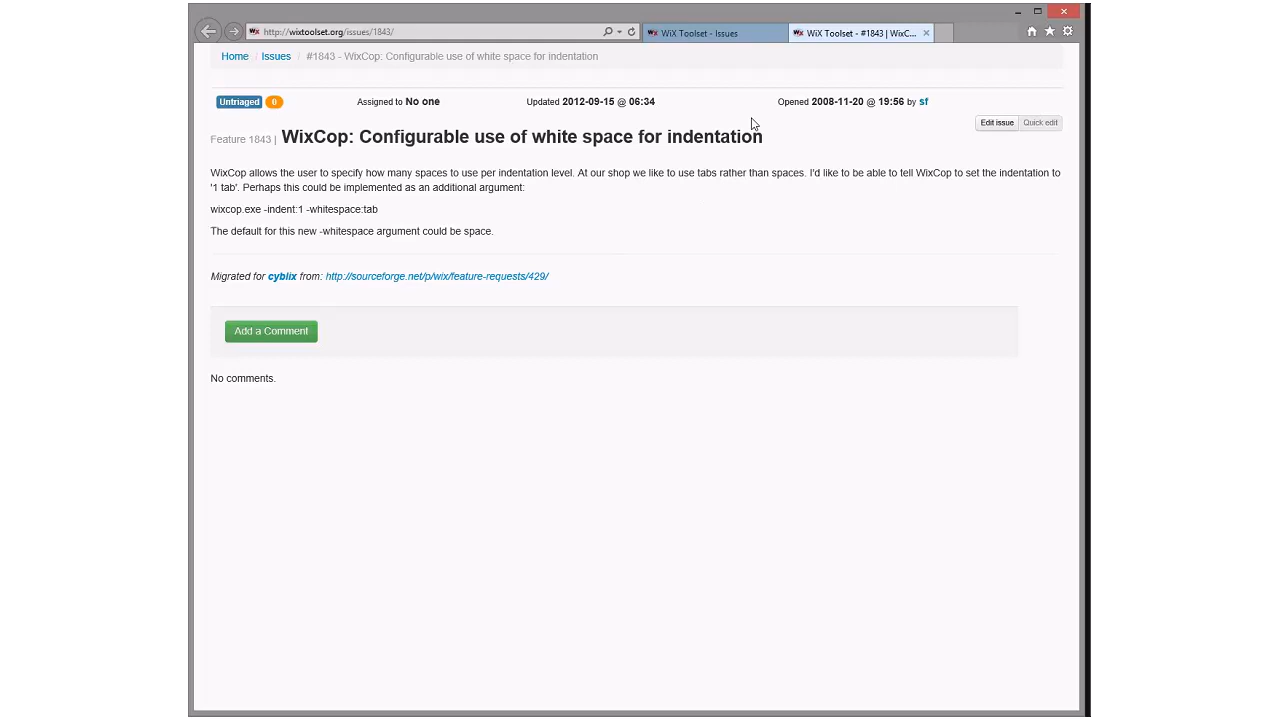 http://wixtoolset.org/issues/1843/
WiX Toolset - Issues
WiX Toolset - #1843 | WixC...
Home / Issues / #1843 - WixCop: Configurable use of white space for indentation
Untriaged 0 Assigned to No one Updated 2012-09-15 @ 06:34 Opened 2008-11-20 @ 19:56 by sf
Edit issue Quick edit
Feature 1843 | WixCop: Configurable use of white space for indentation
WixCop allows the user to specify how many spaces to use per indentation level. At our shop we like to use tabs rather than spaces. I'd like to be able to tell WixCop to set the indentation to
'1 tab'. Perhaps this could be implemented as an additional argument:
wixcop.exe -indent:1 -whitespace:tab
The default for this new -whitespace argument could be space.
Migrated for cyblix from: http://sourceforge.net/p/wix/feature-requests/429/
Add a Comment
No comments.